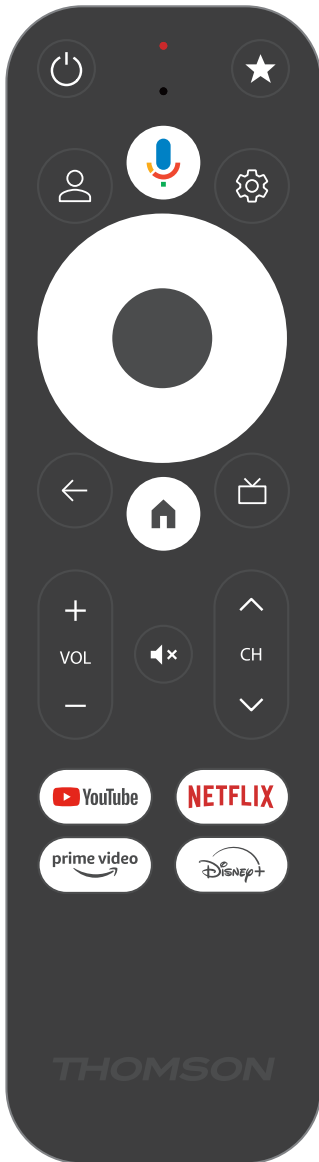 VOL
CH
YouTube
NETFLIX
prime video
Disney+
THOMSON